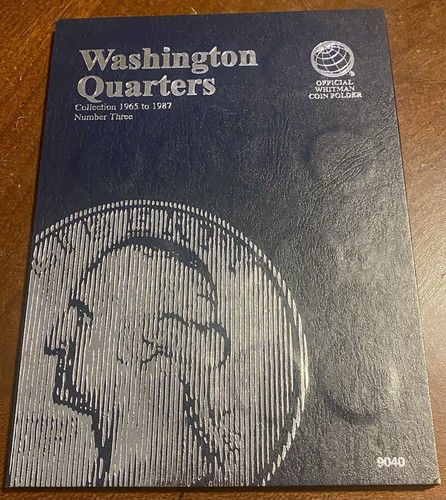 Washington
Quarters
Collection 1965 to 1987
Number Three
OFFICIAL
WHITMAN
COIN FOLDER
9040